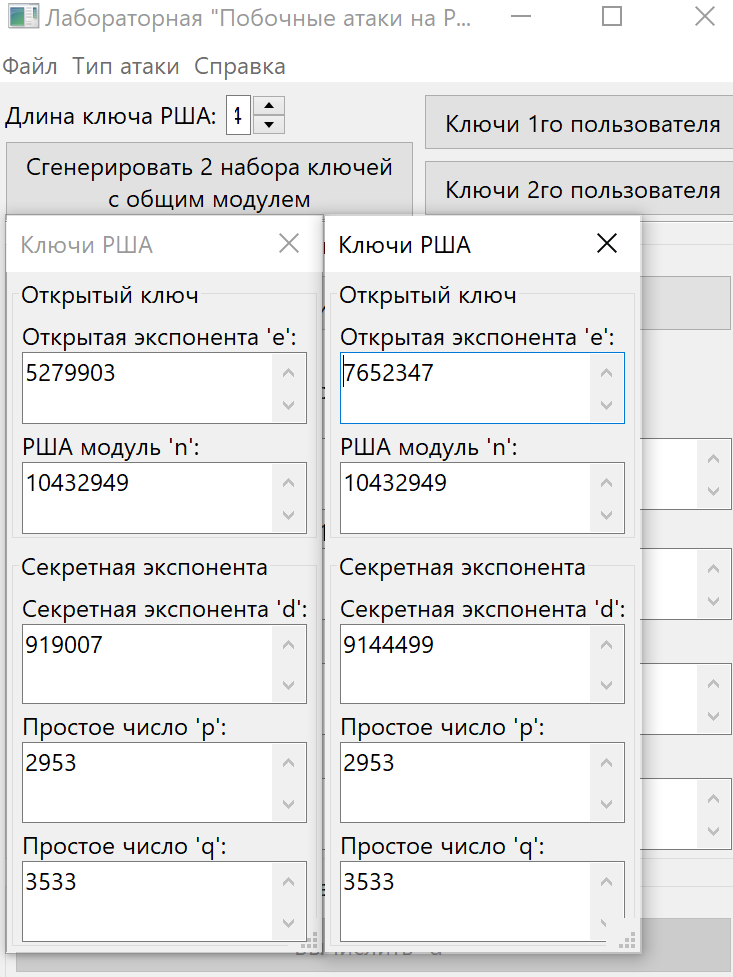 Лабораторная "Побочные атаки на Р...
Файл Тип атаки Справка
Длина ключа РША: 4
Ключи 1го пользователя
Сгенерировать 2 набора ключей
с общим модулем
Ключи 2го пользователя
Ключи РША
Открытый ключ
Открытая экспонента 'e':
5279903
РША модуль 'n':
10432949
Секретная экспонента
Секретная экспонента 'd':
919007
Простое число 'p':
2953
Простое число 'q':
3533
Ключи РША
Открытый ключ
Открытая экспонента 'e':
7652347
РША модуль 'n':
10432949
Секретная экспонента
Секретная экспонента 'd':
9144499
Простое число 'p':
2953
Простое число 'q':
3533